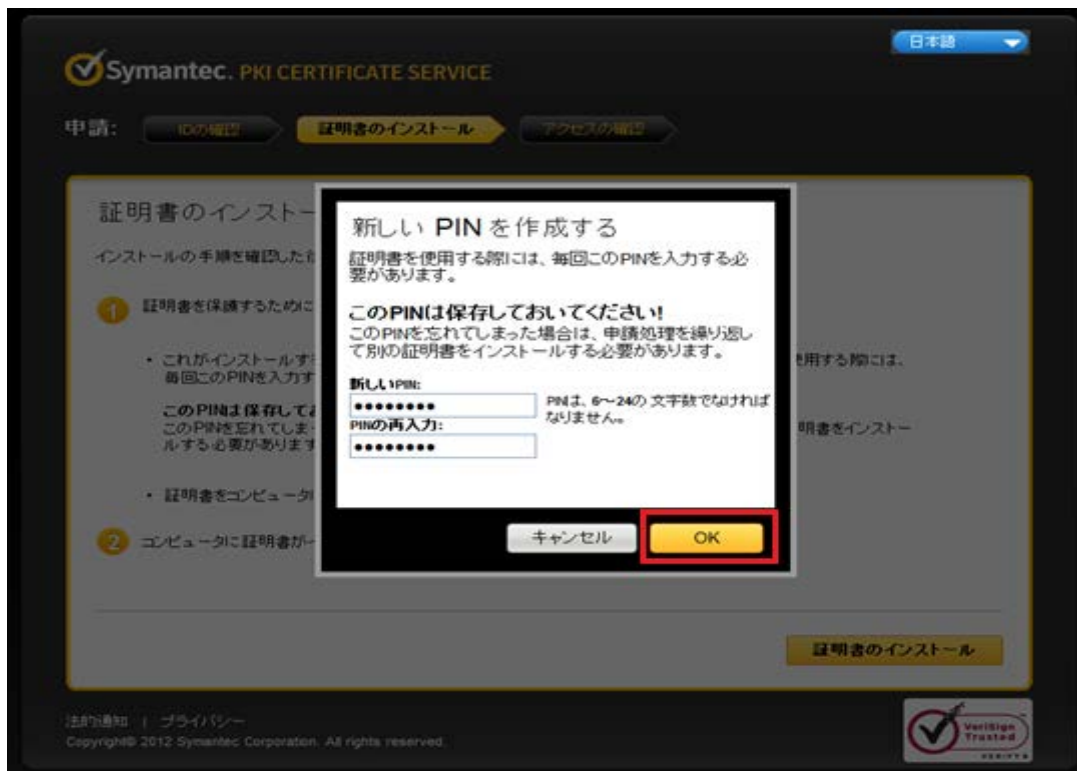 日本語
Symantec. PKI CERTIFICATE SERVICE
申請:
IDの確認
証明書のインストール
アクセスの確認
証明書のインストー
インストールの手順を確認した
1
証明書を保護するために
・ これがインストールす
毎回このPINを入力す
使用する際には、
このPINは保存して
このPINを忘れてしま
明書をインストー
ルする必要があります
・ 証明書をコンピュータ
2
コンピュータに証明書が
新しい PIN を作成する
証明書を使用する際には、毎回このPINを入力する必
要があります。
このPINは保存しておいてください!
このPINを忘れてしまった場合は、申請処理を繰り返し
て別の証明書をインストールする必要があります。
新しいPIN:
PINは、6～24の 文字数でなければ
なりません。
PINの再入力:
キャンセル
OK
証明書のインストール
法的通知 | プライバシー
Copyright© 2012 Symantec Corporation. All rights reserved.
VeriSign
Trusted
VERIFY